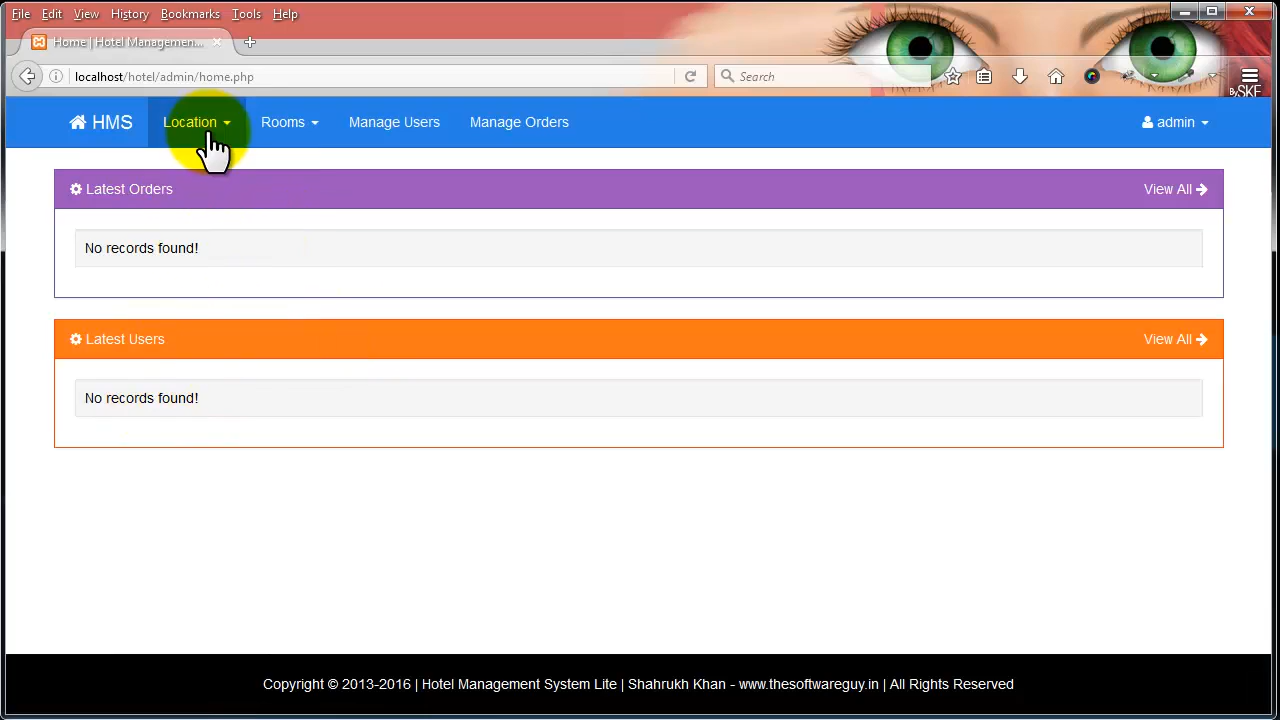 File Edit View History Bookmarks Tools Help
Home | Hotel Managemen...
localhost/hotel/admin/home.php
Search
By SKF
HMS Location Rooms Manage Users Manage Orders admin
Latest Orders View All
No records found!
Latest Users View All
No records found!
Copyright © 2013-2016 | Hotel Management System Lite | Shahrukh Khan - www.thesoftwareguy.in | All Rights Reserved